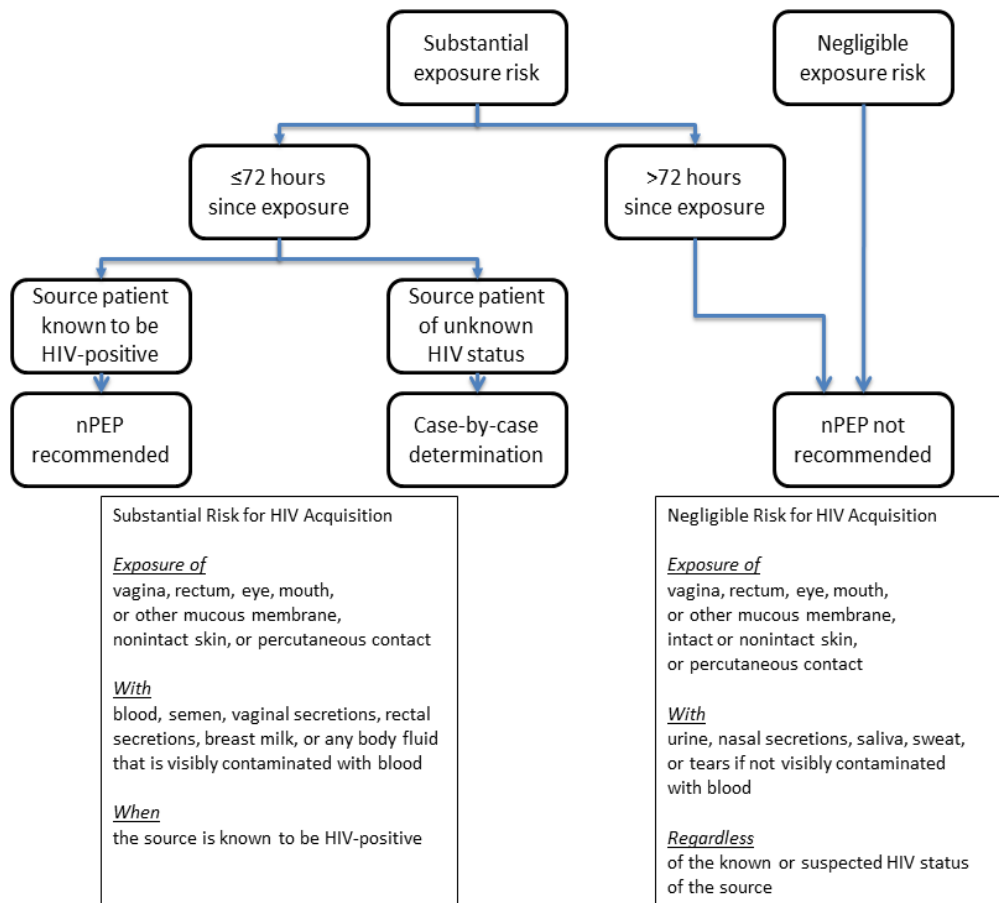 Substantial
exposure risk
Negligible
exposure risk
≤72 hours
since exposure
>72 hours
since exposure
Source patient
known to be
HIV-positive
Source patient
of unknown
HIV status
nPEP
recommended
Case-by-case
determination
nPEP not
recommended
Substantial Risk for HIV Acquisition
Exposure of
vagina, rectum, eye, mouth,
or other mucous membrane,
nonintact skin, or percutaneous contact
With
blood, semen, vaginal secretions, rectal
secretions, breast milk, or any body fluid
that is visibly contaminated with blood
When
the source is known to be HIV-positive
Negligible Risk for HIV Acquisition
Exposure of
vagina, rectum, eye, mouth,
or other mucous membrane,
intact or nonintact skin,
or percutaneous contact
With
urine, nasal secretions, saliva, sweat,
or tears if not visibly contaminated
with blood
Regardless
of the known or suspected HIV status
of the source